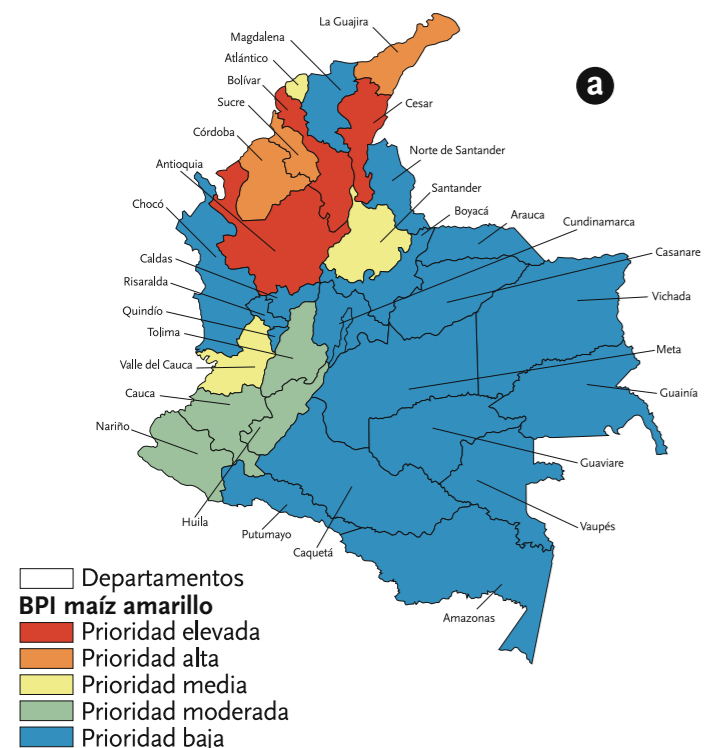 La Guajira
Magdalena
Atlántico
Bolívar
Sucre
Córdoba
Antioquia
Chocó
Caldas
Risaralda
Quindío
Tolima
Valle del Cauca
Cauca
Nariño
Huila
Putumayo
Caquetá
Amazonas
a
Cesar
Norte de Santander
Santander
Boyacá
Arauca
Cundinamarca
Casanare
Vichada
Meta
Guainía
Guaviare
Vaupés
Departamentos
BPI maíz amarillo
Prioridad elevada
Prioridad alta
Prioridad media
Prioridad moderada
Prioridad baja